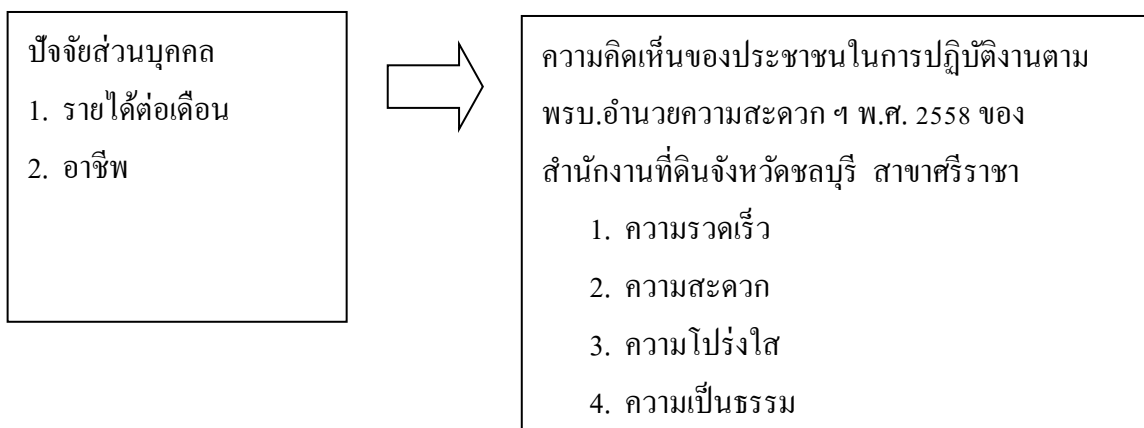 ปัจจัยส่วนบุคคล
1. รายได้ต่อเดือน
2. อาชีพ
ความคิดเห็นของประชาชนในการปฏิบัติงานตาม
พรบ.อำนวยความสะดวก ฯ พ.ศ. 2558 ของ
สำนักงานที่ดินจังหวัดชลบุรี สาขาศรีราชา
1. ความรวดเร็ว
2. ความสะดวก
3. ความโปร่งใส
4. ความเป็นธรรม